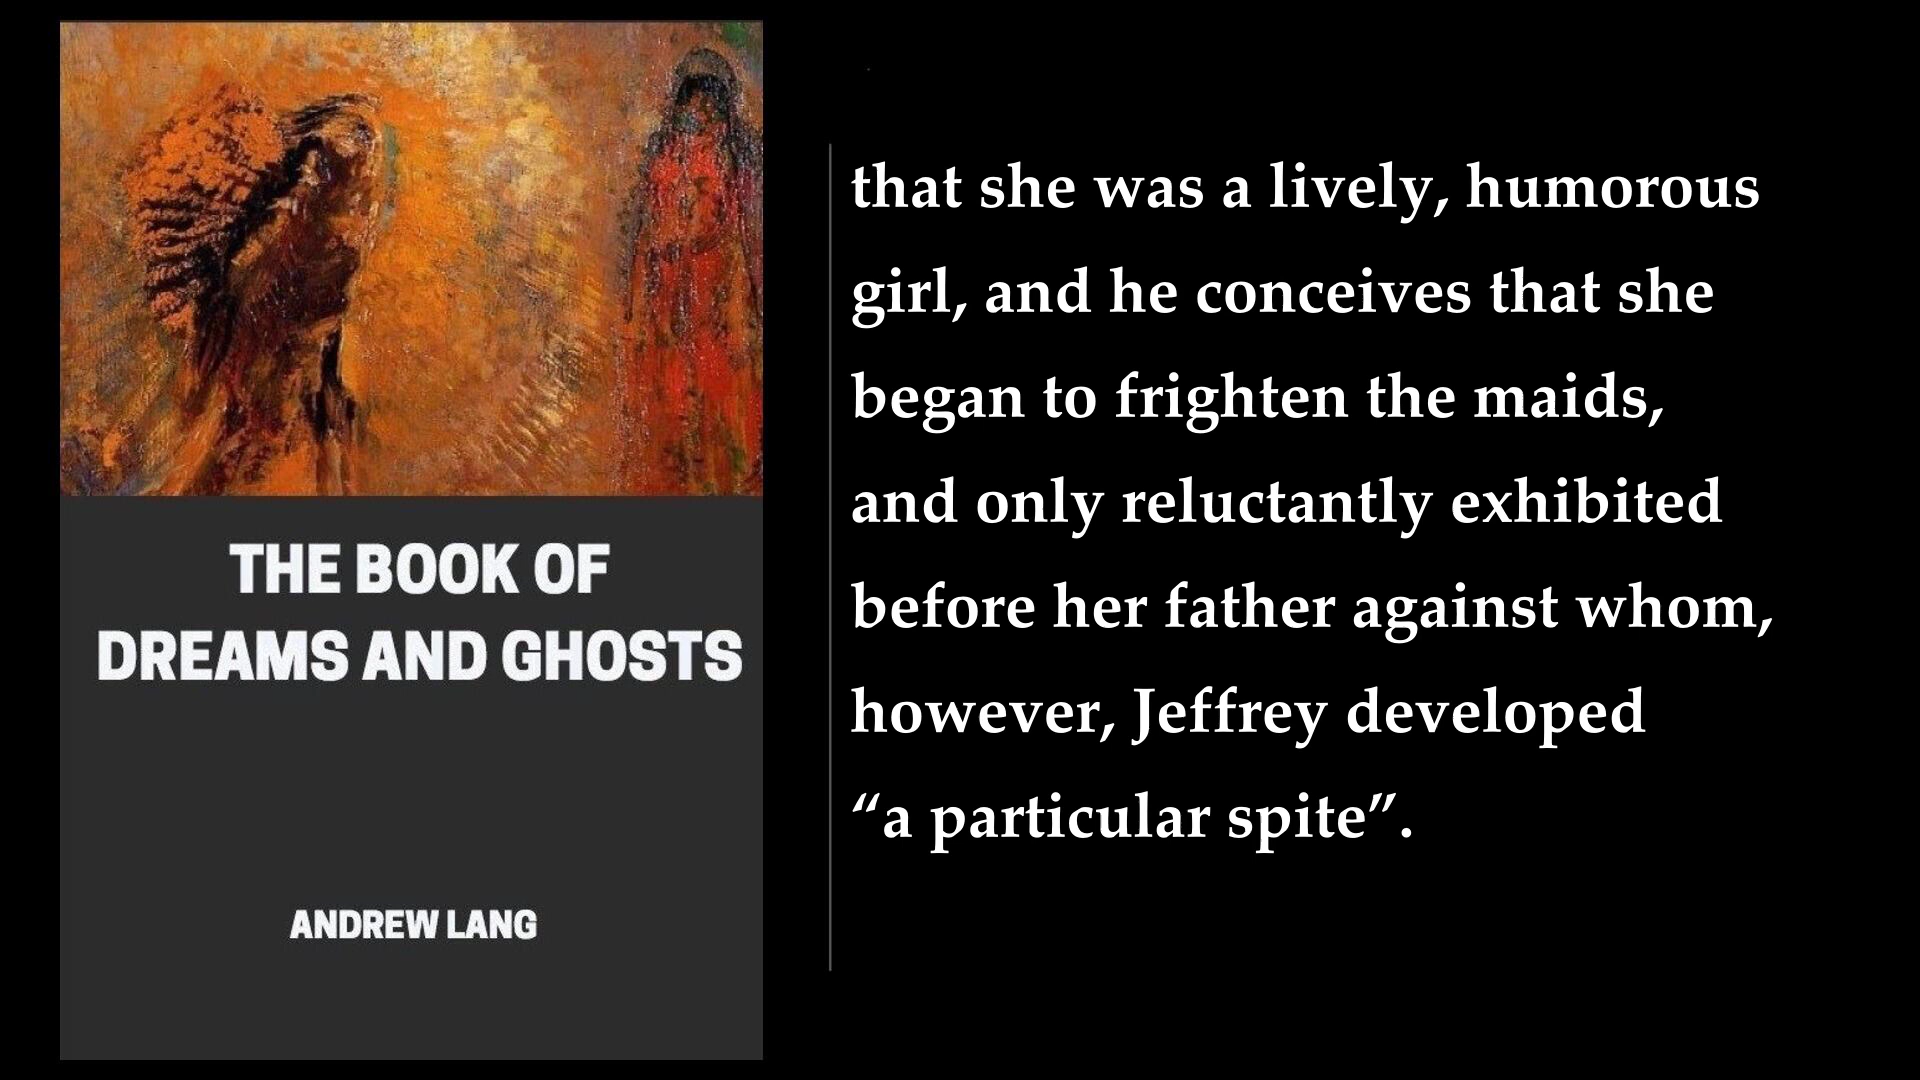 THE BOOK OF
DREAMS AND GHOSTS
ANDREW LANG
that she was a lively, humorous
girl, and he conceives that she
began to frighten the maids,
and only reluctantly exhibited
before her father against whom,
however, Jeffrey developed
“a particular spite”.